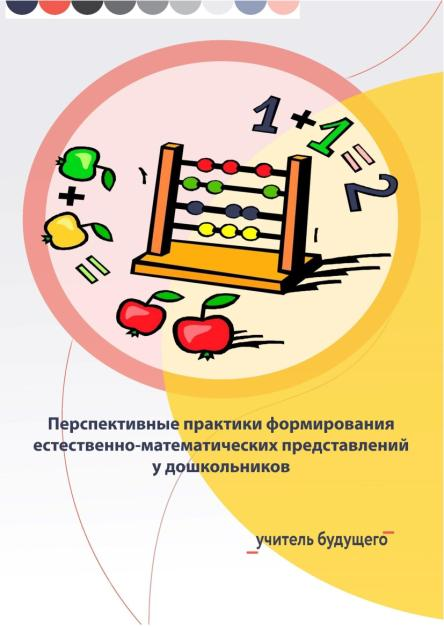 1+1=2
+
=
Перспективные практики формирования
естественно-математических представлений
у дошкольников
учитель будущего